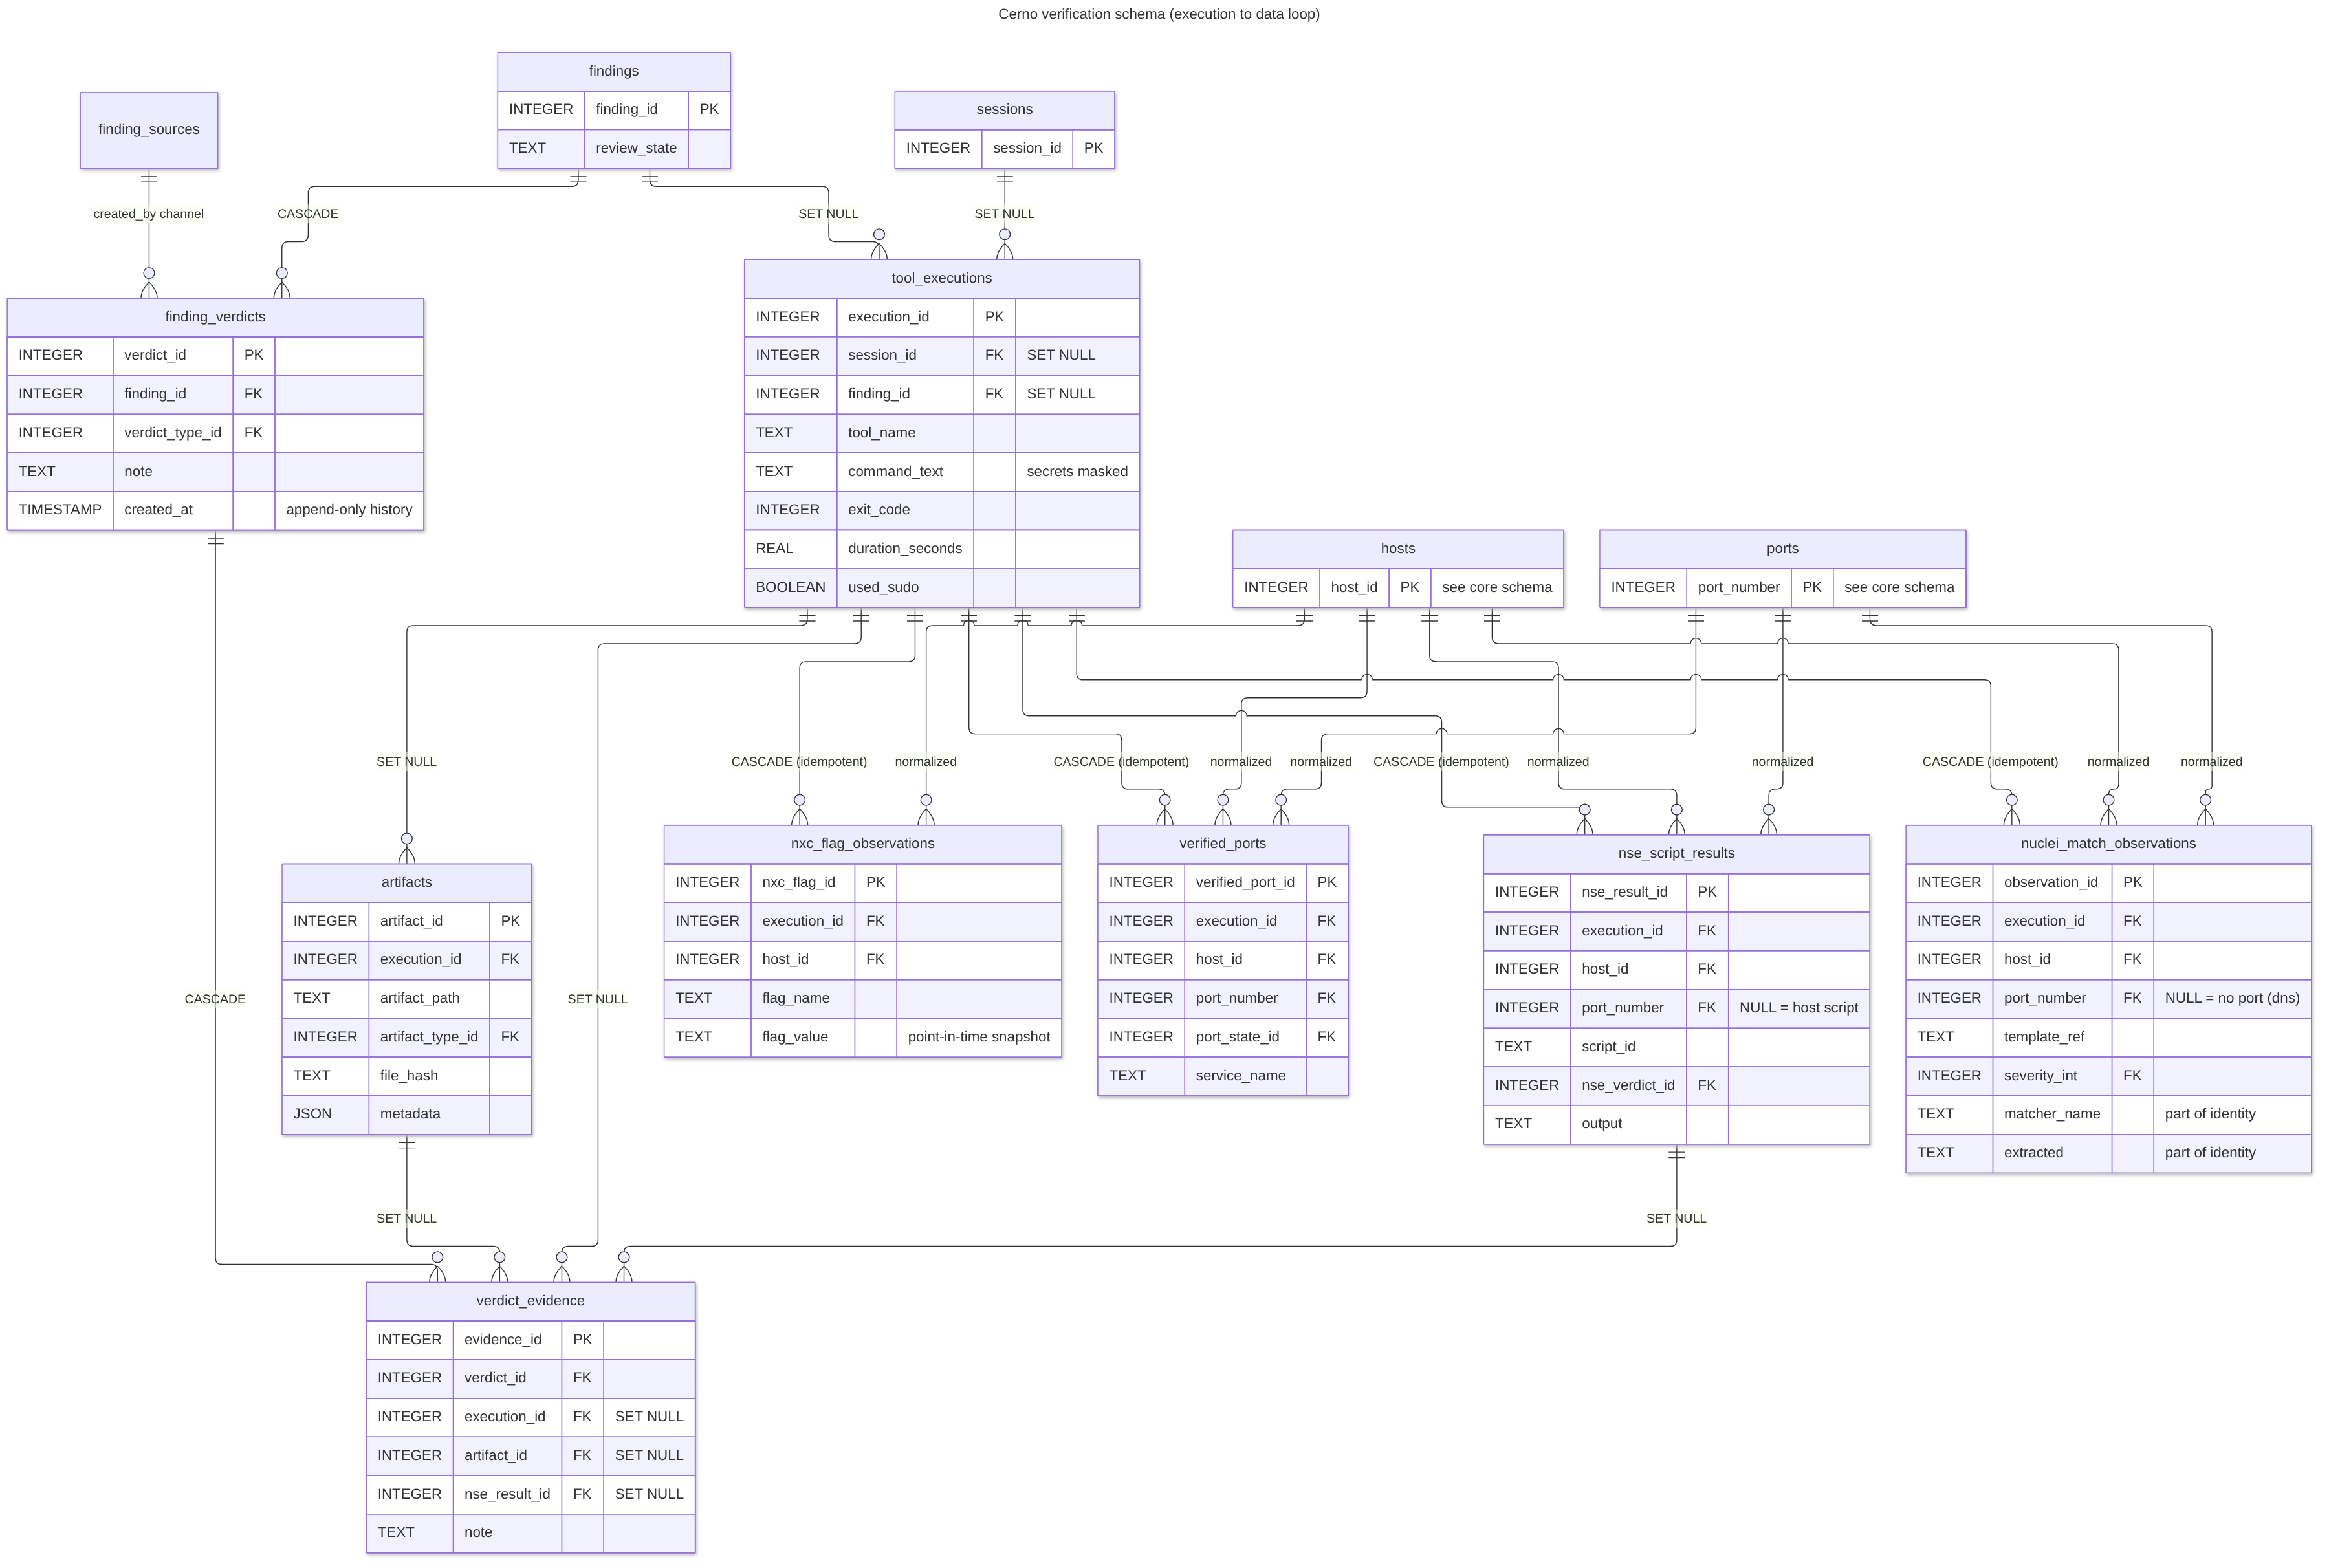 Cerno verification schema (execution to data loop)
findings
INTEGER finding_id PK
TEXT review_state
finding_sources
sessions
INTEGER session_id PK
created_by channel
CASCADE
SET NULL
SET NULL
finding_verdicts
INTEGER verdict_id PK
INTEGER finding_id FK
INTEGER verdict_type_id FK
TEXT note
TIMESTAMP created_at append-only history
tool_executions
INTEGER execution_id PK
INTEGER session_id FK SET NULL
INTEGER finding_id FK SET NULL
TEXT tool_name
TEXT command_text secrets masked
INTEGER exit_code
REAL duration_seconds
BOOLEAN used_sudo
hosts
INTEGER host_id PK see core schema
ports
INTEGER port_number PK see core schema
SET NULL
CASCADE (idempotent)
normalized
CASCADE (idempotent)
normalized
normalized
CASCADE (idempotent)
normalized
normalized
CASCADE (idempotent)
normalized
normalized
artifacts
INTEGER artifact_id PK
INTEGER execution_id FK
TEXT artifact_path
INTEGER artifact_type_id FK
TEXT file_hash
JSON metadata
nxc_flag_observations
INTEGER nxc_flag_id PK
INTEGER execution_id FK
INTEGER host_id FK
TEXT flag_name
TEXT flag_value point-in-time snapshot
verified_ports
INTEGER verified_port_id PK
INTEGER execution_id FK
INTEGER host_id FK
INTEGER port_number FK
INTEGER port_state_id FK
TEXT service_name
nse_script_results
INTEGER nse_result_id PK
INTEGER execution_id FK
INTEGER host_id FK
INTEGER port_number FK NULL = host script
TEXT script_id
INTEGER nse_verdict_id FK
TEXT output
nuclei_match_observations
INTEGER observation_id PK
INTEGER execution_id FK
INTEGER host_id FK
INTEGER port_number FK NULL = no port (dns)
TEXT template_ref
INTEGER severity_int FK
TEXT matcher_name part of identity
TEXT extracted part of identity
CASCADE
SET NULL
SET NULL
SET NULL
verdict_evidence
INTEGER evidence_id PK
INTEGER verdict_id FK
INTEGER execution_id FK SET NULL
INTEGER artifact_id FK SET NULL
INTEGER nse_result_id FK SET NULL
TEXT note